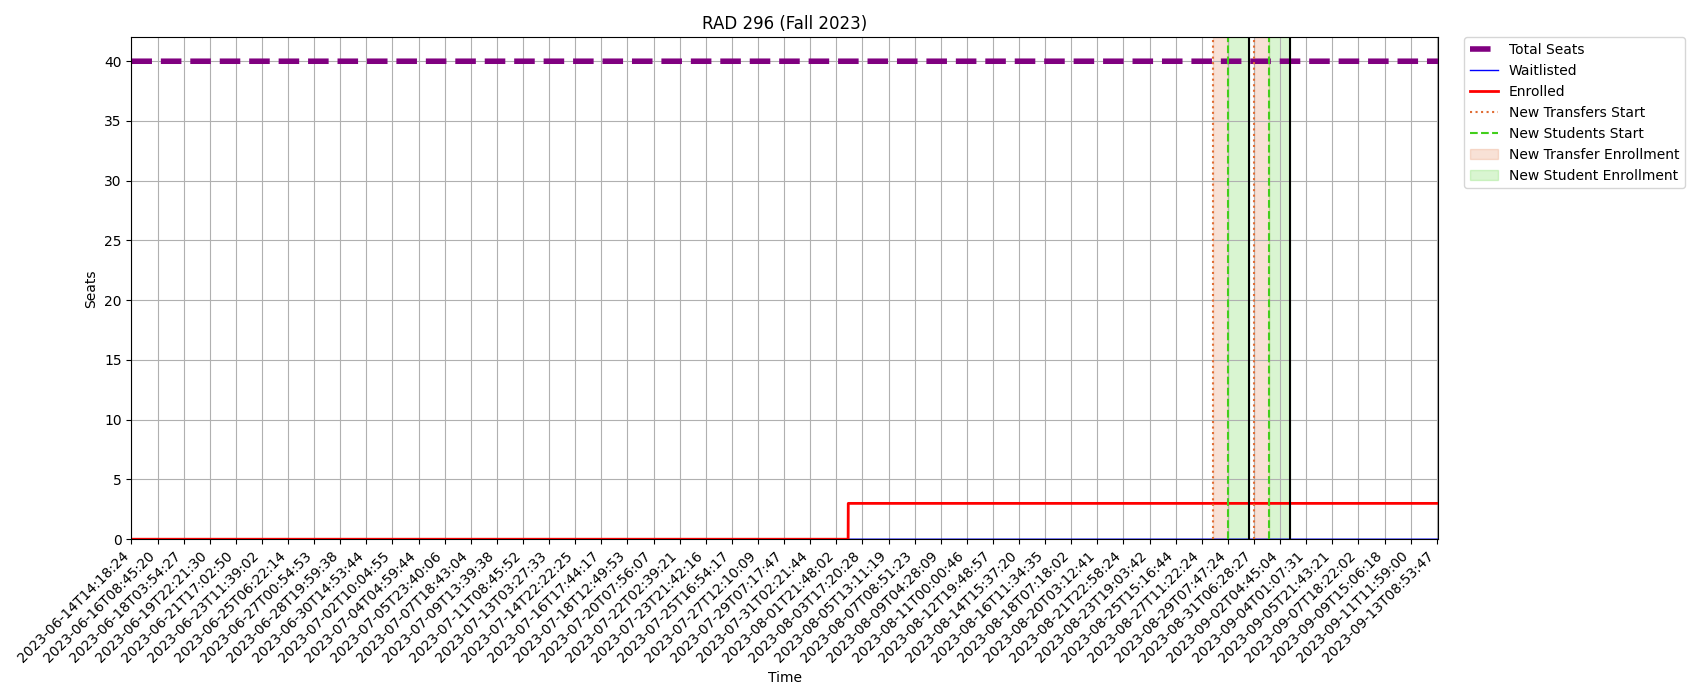 RAD 296 (Fall 2023)
Total Seats
Waitlisted
Enrolled
New Transfers Start
New Students Start
New Transfer Enrollment
New Student Enrollment
Seats
40
35
30
25
20
15
10
5
0
2023-06-14T14:18:24
2023-06-16T08:45:20
2023-06-18T03:54:27
2023-06-19T22:21:30
2023-06-21T17:02:50
2023-06-23T11:39:02
2023-06-25T06:22:14
2023-06-27T00:54:53
2023-06-28T19:59:38
2023-06-30T14:53:44
2023-07-02T10:04:55
2023-07-04T04:59:44
2023-07-05T23:40:06
2023-07-07T18:43:04
2023-07-09T13:39:38
2023-07-11T08:45:52
2023-07-13T03:27:33
2023-07-14T22:22:25
2023-07-16T17:44:17
2023-07-18T12:49:53
2023-07-20T07:56:07
2023-07-22T02:39:21
2023-07-23T21:42:16
2023-07-25T16:54:17
2023-07-27T12:10:09
2023-07-29T07:17:47
2023-07-31T02:21:44
2023-08-01T21:48:02
2023-08-03T17:20:28
2023-08-05T13:11:19
2023-08-07T08:51:23
2023-08-09T04:28:09
2023-08-11T00:00:46
2023-08-12T19:48:57
2023-08-14T15:37:20
2023-08-16T11:34:35
2023-08-18T07:18:02
2023-08-20T03:12:41
2023-08-21T22:58:24
2023-08-23T19:03:42
2023-08-25T15:16:44
2023-08-27T11:22:24
2023-08-29T07:47:24
2023-08-31T06:28:27
2023-09-02T04:45:04
2023-09-04T01:07:31
2023-09-05T21:43:21
2023-09-07T18:22:02
2023-09-09T15:06:18
2023-09-11T11:59:00
2023-09-13T08:53:47
Time